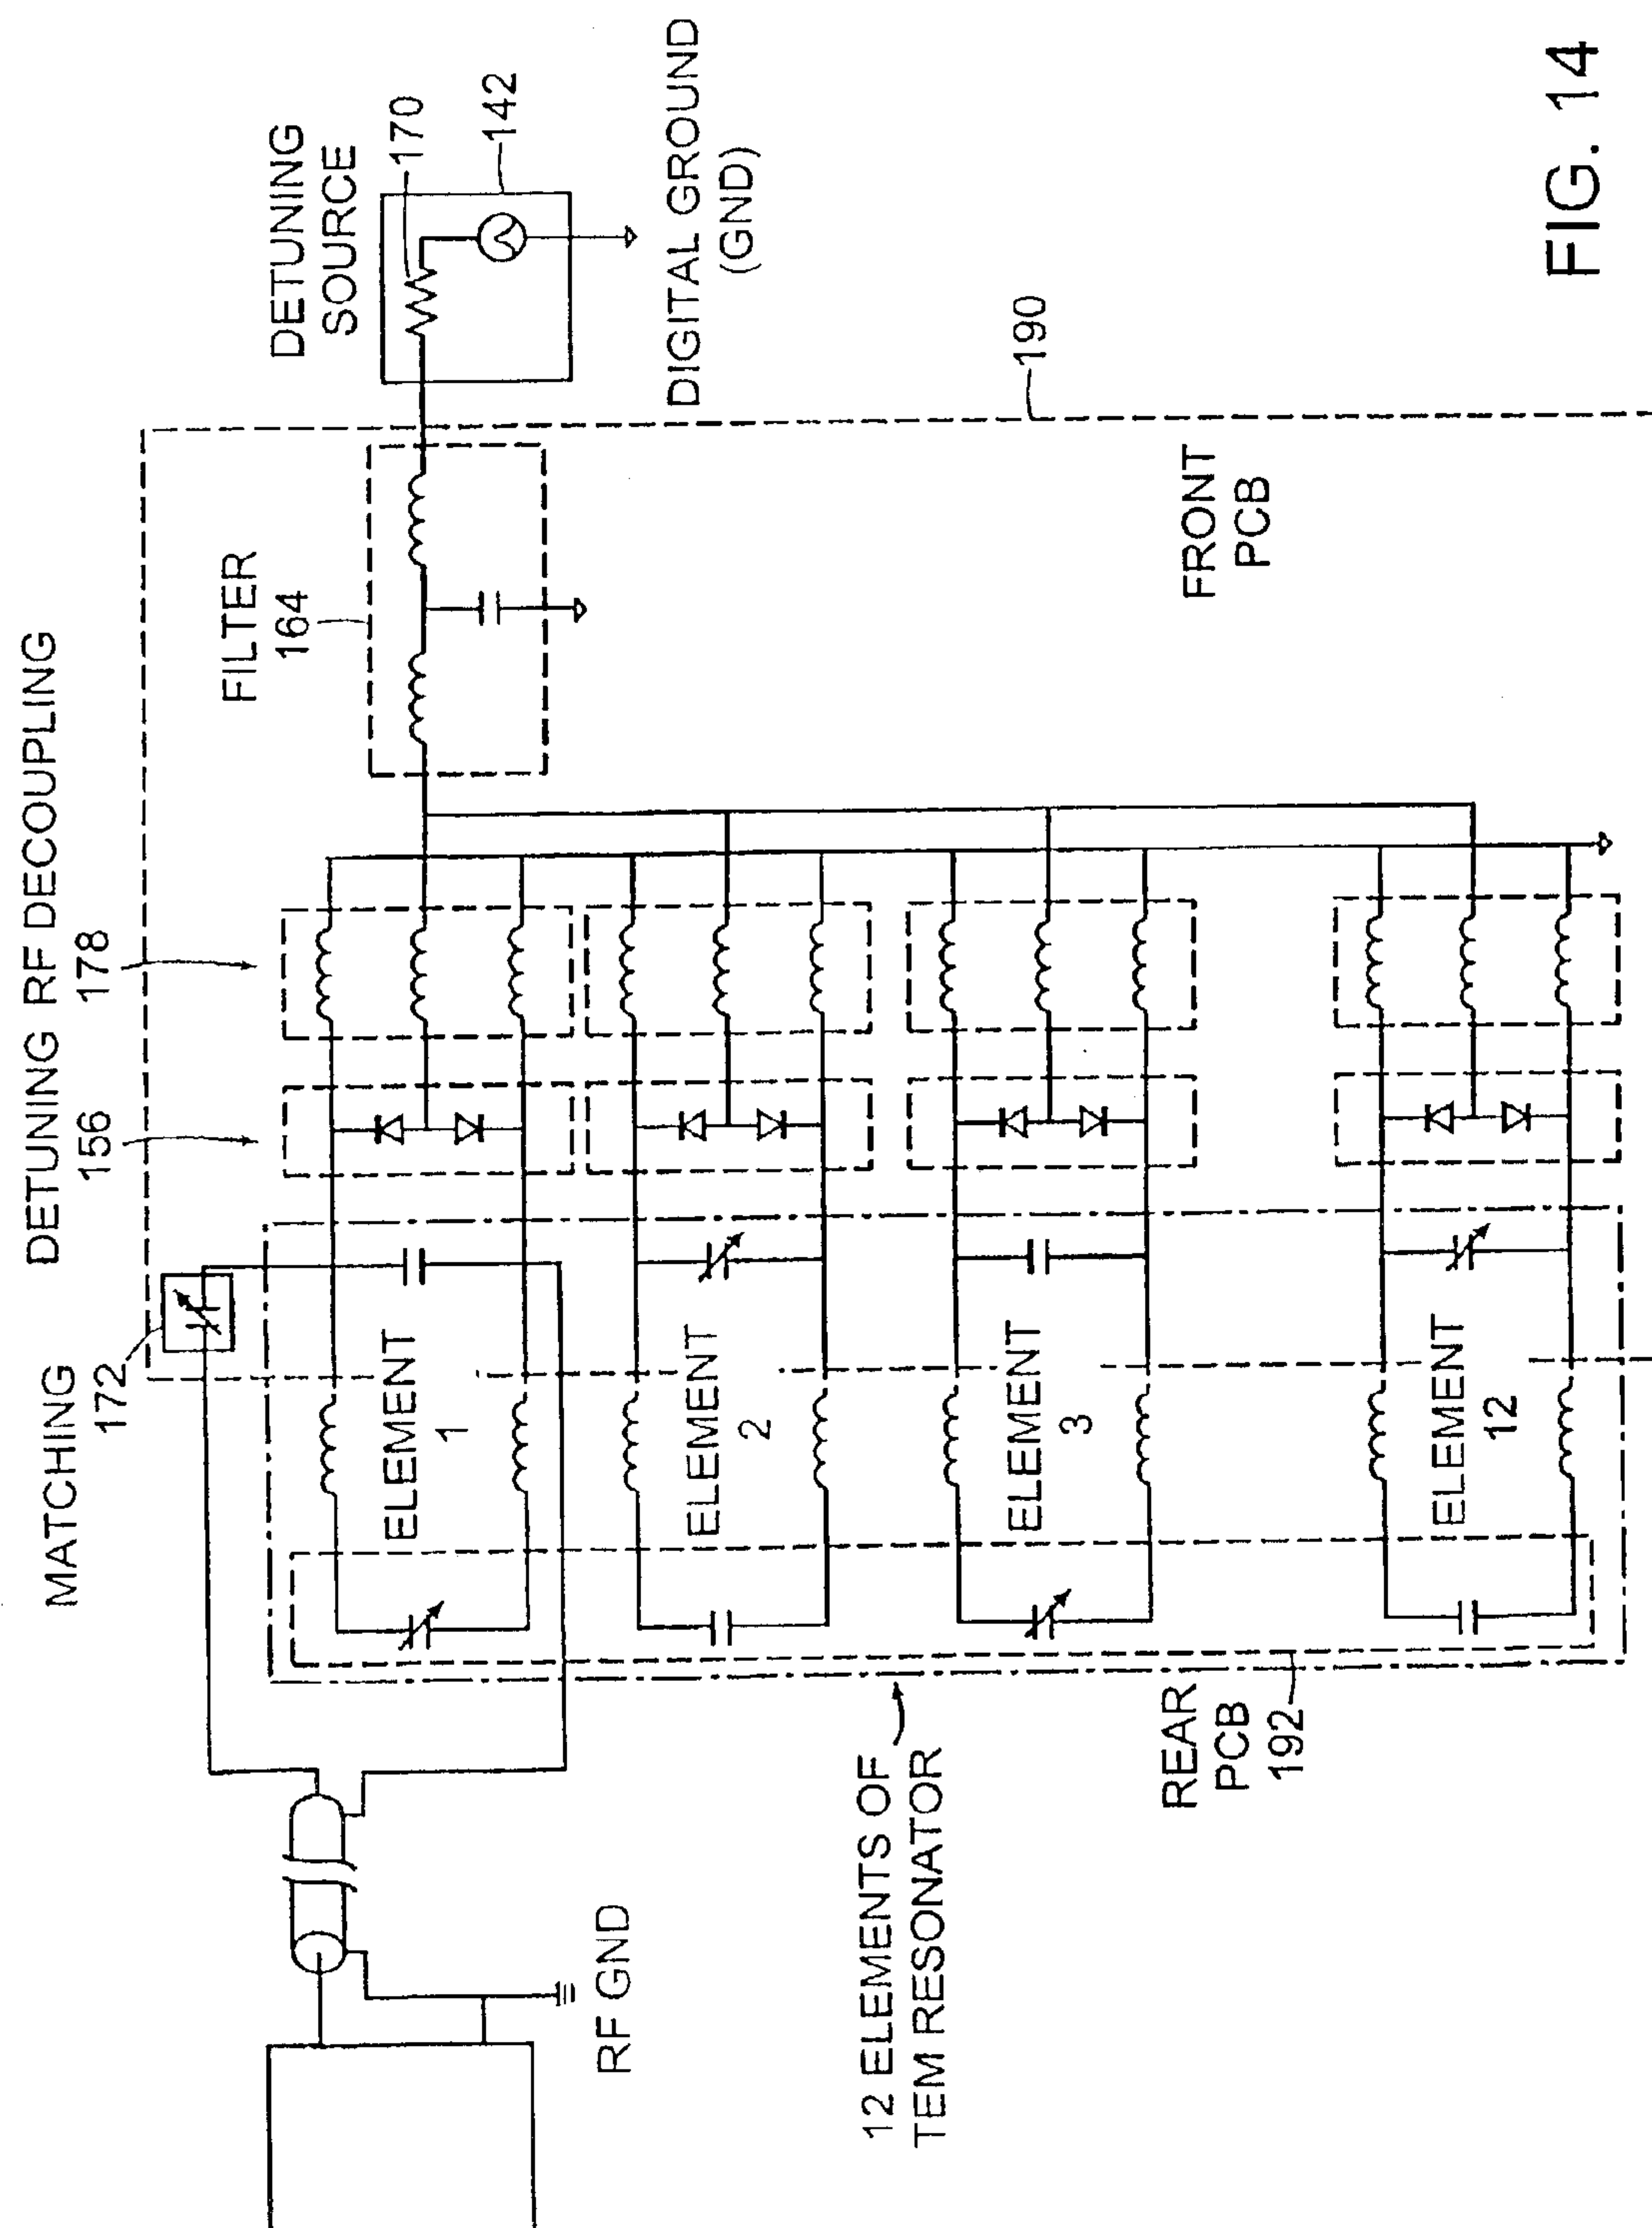 DETUNING RF DECOUPLING
156
178
MATCHING
172
FILTER
164
DETUNING
SOURCE
170
142
DIGITAL GROUND
(GND)
ELEMENT
1
ELEMENT
2
ELEMENT
3
ELEMENT
12
FRONT
PCB
190
RF GND
12 ELEMENTS OF
TEM RESONATOR
REAR
PCB
192
FIG. 14